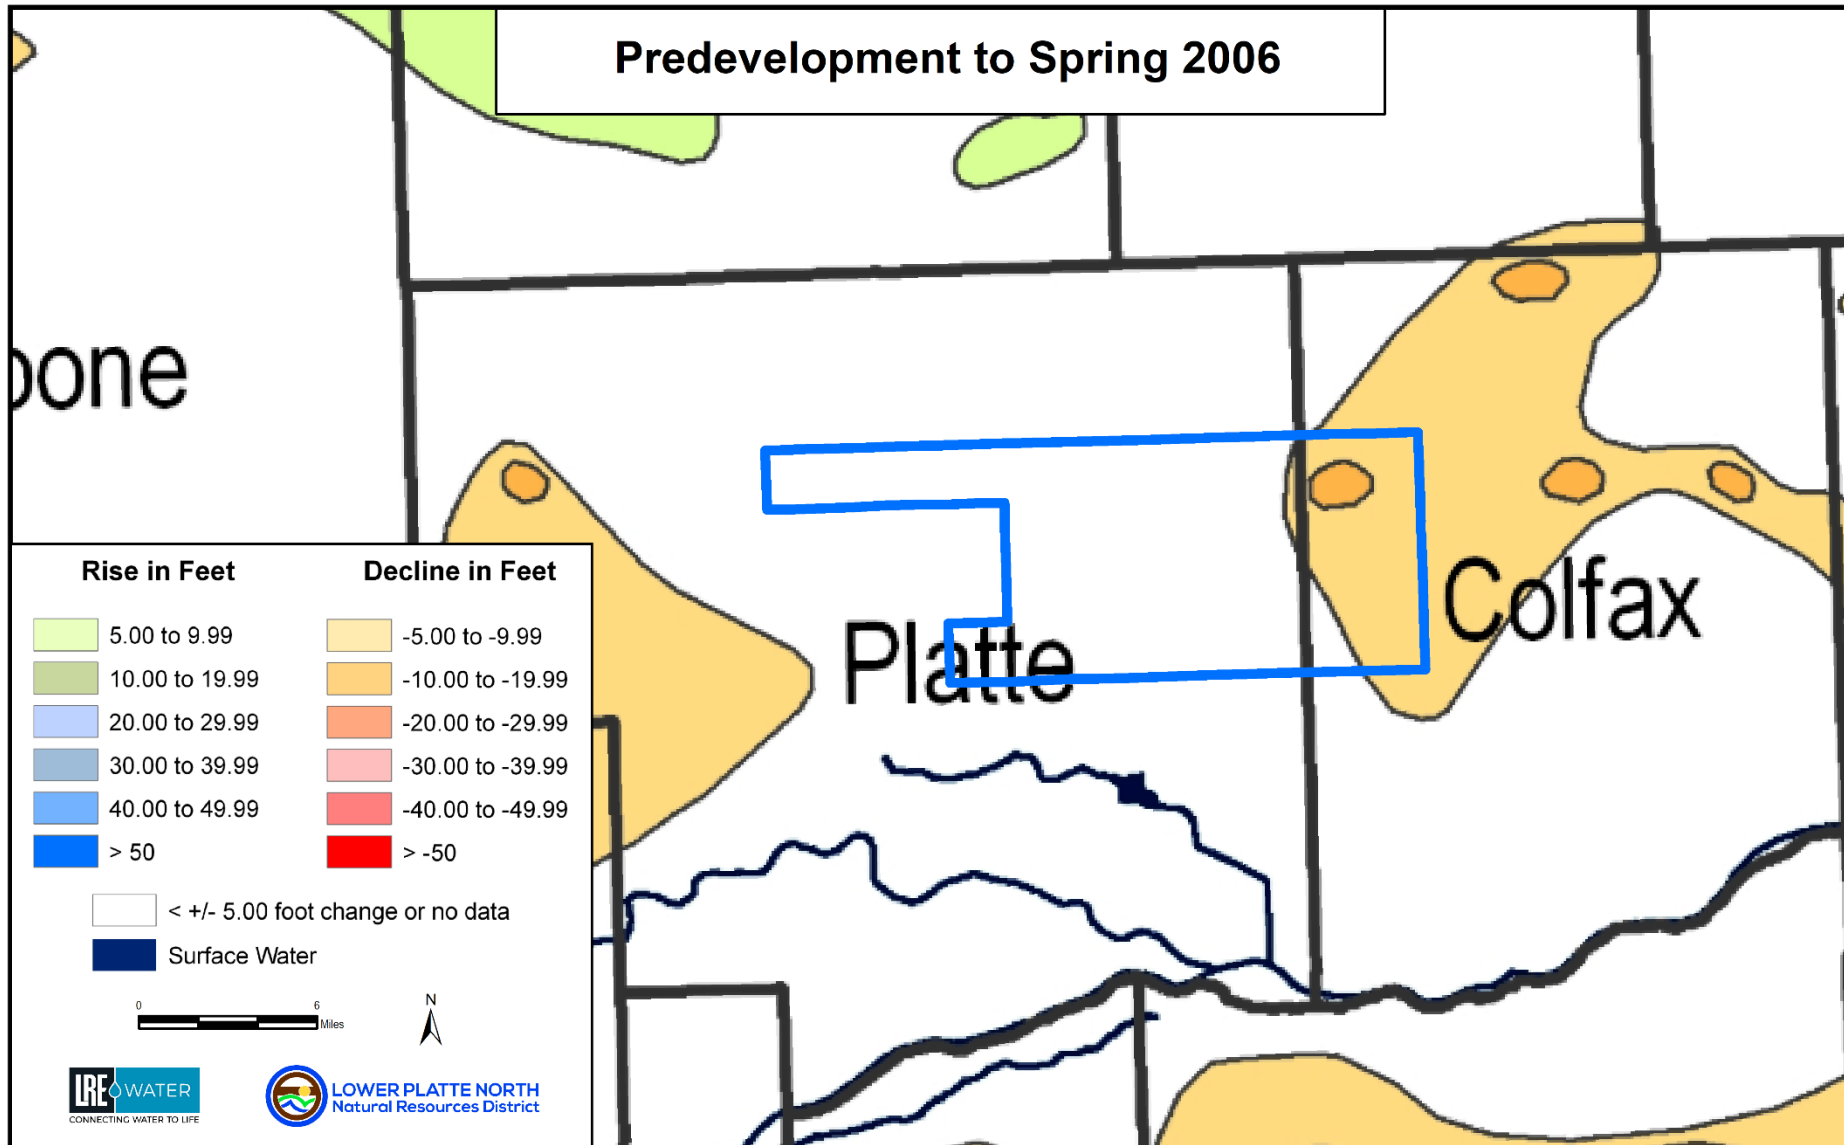 Predevelopment to Spring 2006
bone
Platte
Colfax
Rise in Feet
5.00 to 9.99
10.00 to 19.99
20.00 to 29.99
30.00 to 39.99
40.00 to 49.99
> 50
Decline in Feet
-5.00 to -9.99
-10.00 to -19.99
-20.00 to -29.99
-30.00 to -39.99
-40.00 to -49.99
> -50
< +/- 5.00 foot change or no data
Surface Water
0 6
Miles
N
LRE WATER
CONNECTING WATER TO LIFE
LOWER PLATTE NORTH
Natural Resources District